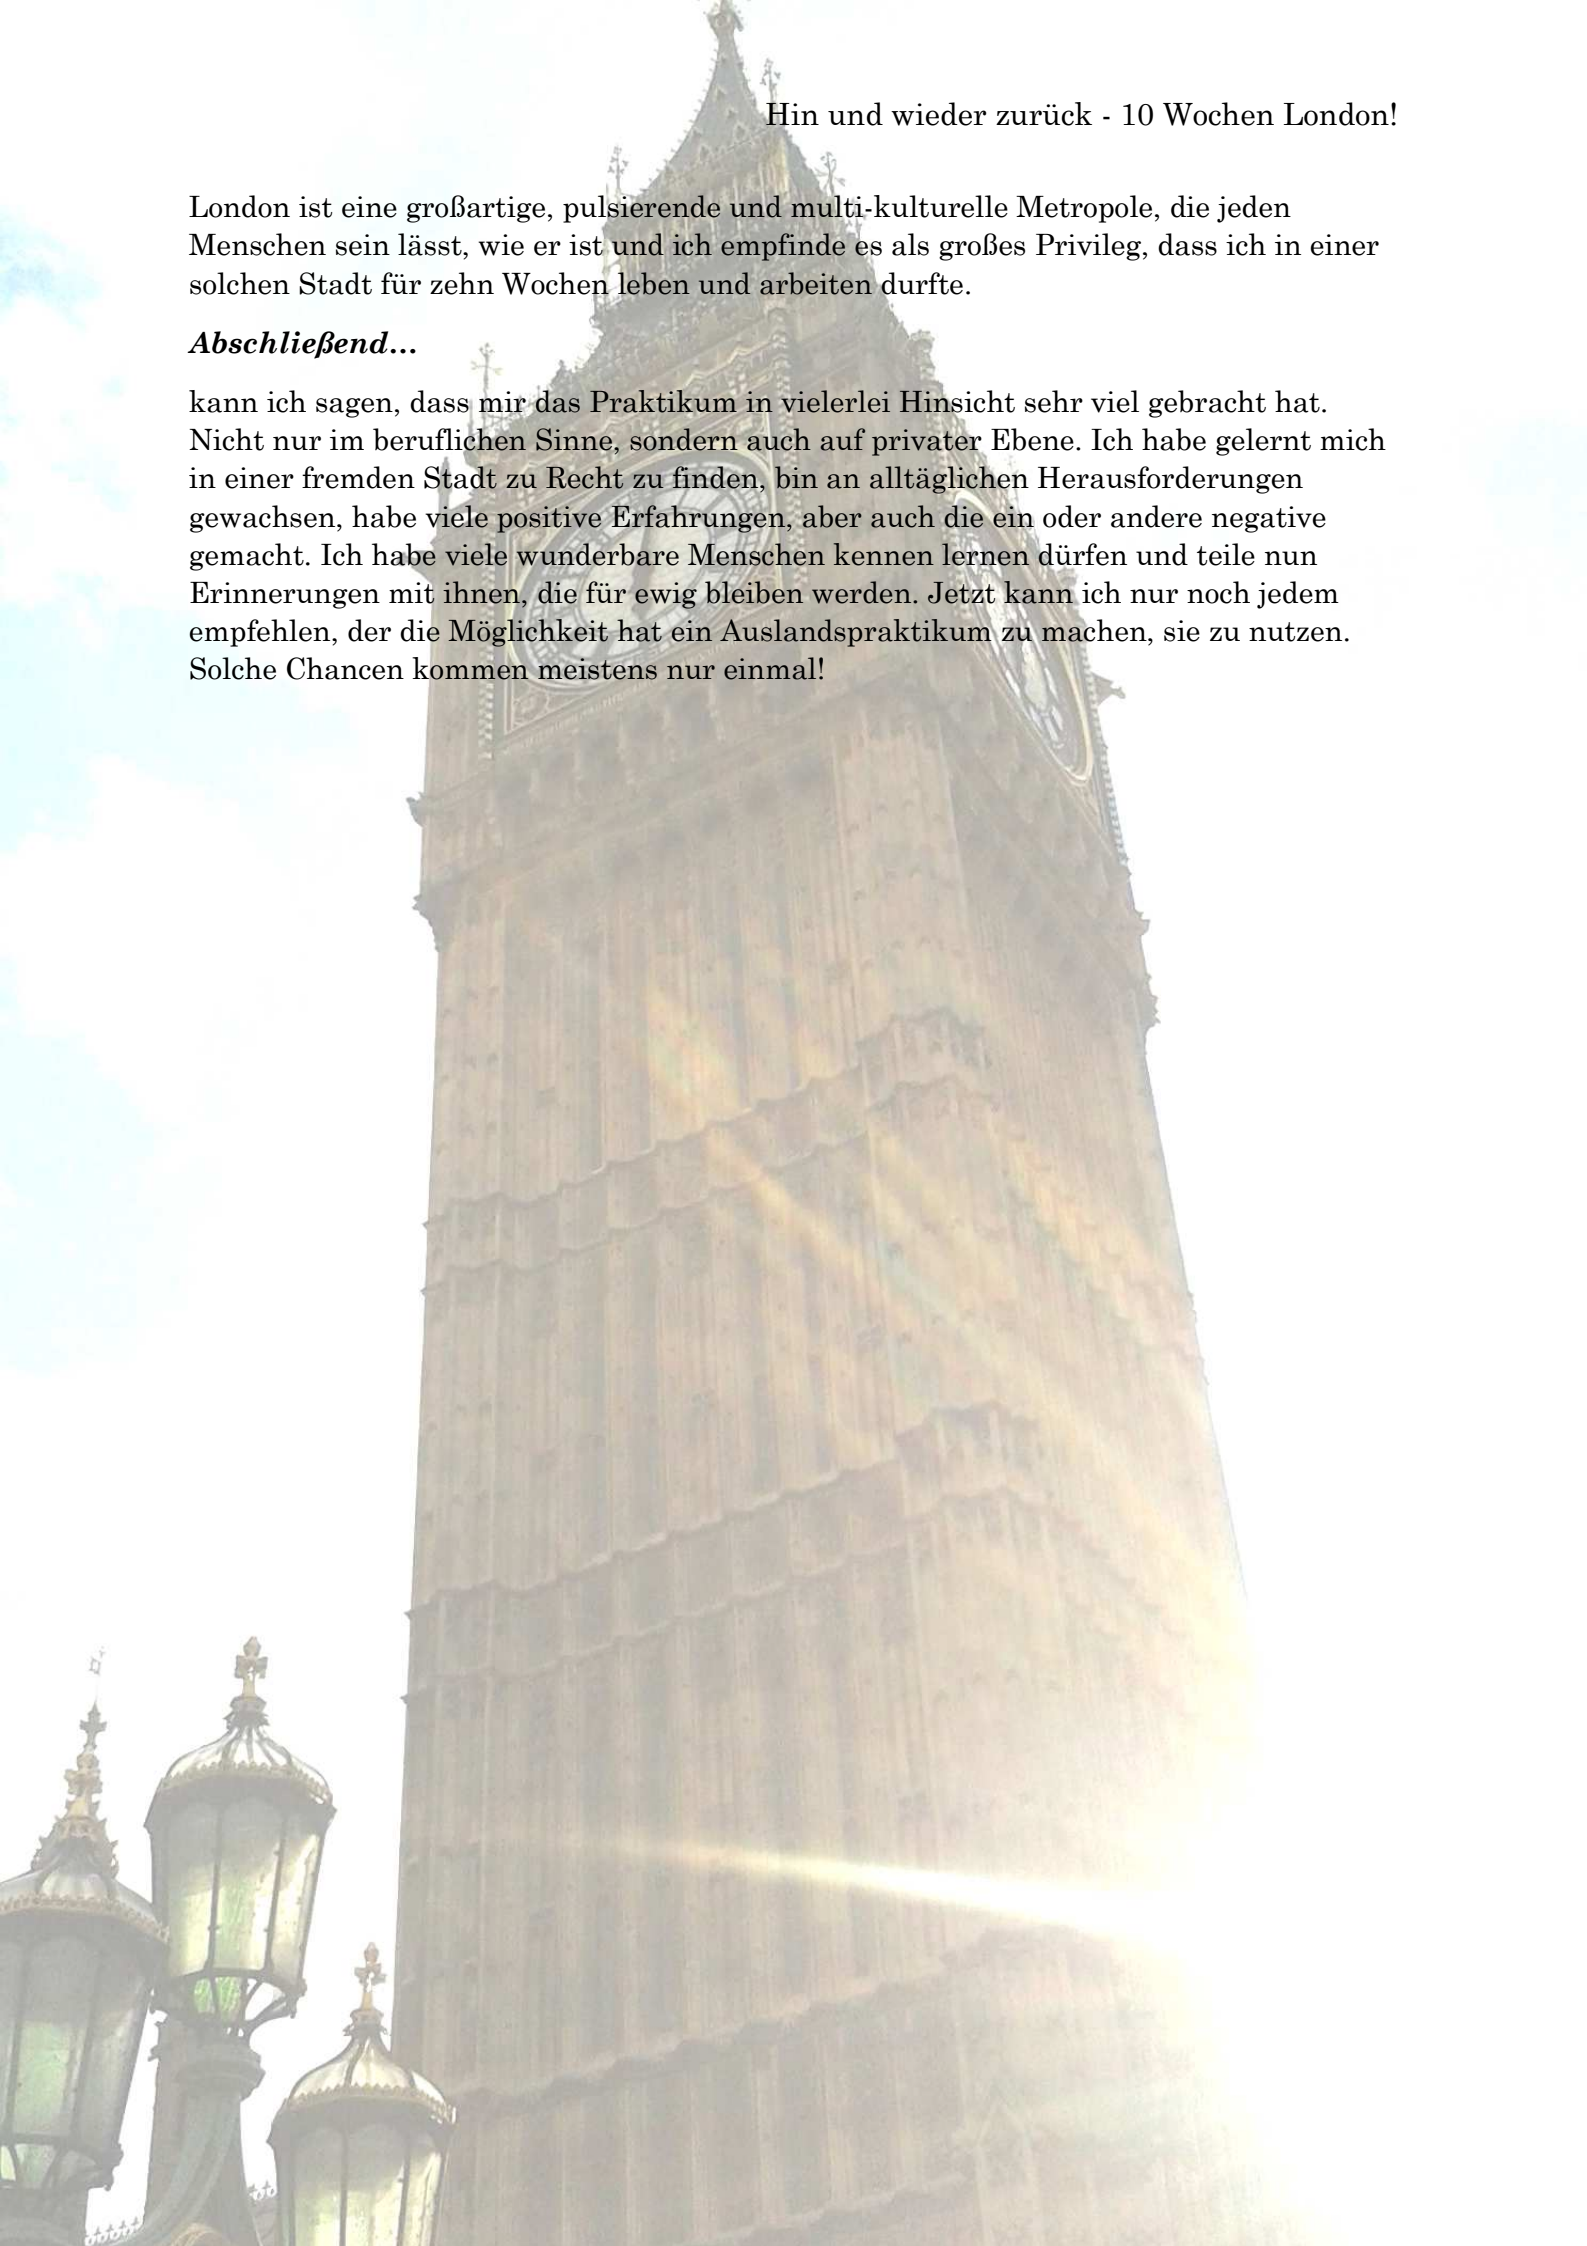 Hin und wieder zurück - 10 Wochen London!
London ist eine großartige, pulsierende und multi-kulturelle Metropole, die jeden
Menschen sein lässt, wie er ist und ich empfinde es als großes Privileg, dass ich in einer
solchen Stadt für zehn Wochen leben und arbeiten durfte.
Abschließend…
kann ich sagen, dass mir das Praktikum in vielerlei Hinsicht sehr viel gebracht hat.
Nicht nur im beruflichen Sinne, sondern auch auf privater Ebene. Ich habe gelernt mich
in einer fremden Stadt zu Recht zu finden, bin an alltäglichen Herausforderungen
gewachsen, habe viele positive Erfahrungen, aber auch die ein oder andere negative
gemacht. Ich habe viele wunderbare Menschen kennen lernen dürfen und teile nun
Erinnerungen mit ihnen, die für ewig bleiben werden. Jetzt kann ich nur noch jedem
empfehlen, der die Möglichkeit hat ein Auslandspraktikum zu machen, sie zu nutzen.
Solche Chancen kommen meistens nur einmal!